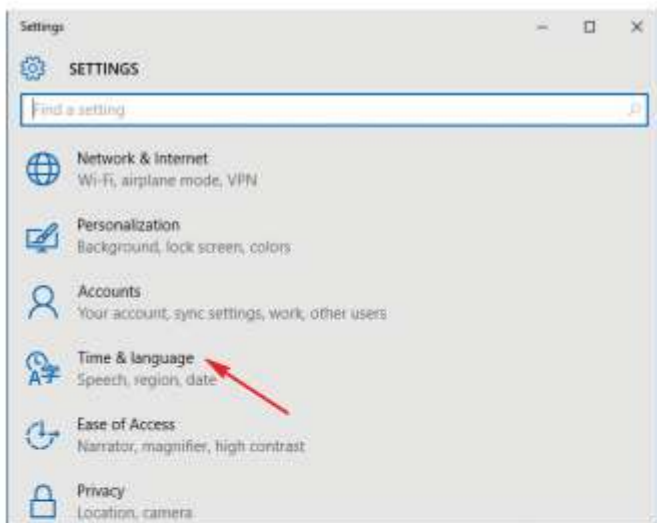 Settings
SETTINGS
Find a setting
Network & Internet
Wi-Fi, airplane mode, VPN
Personalization
Background, lock screen, colors
Accounts
Your account, sync settings, work, other users
Time & language
A字
Speech, region, date
Ease of Access
Narrator, magnifier, high contrast
Privacy
Location, camera